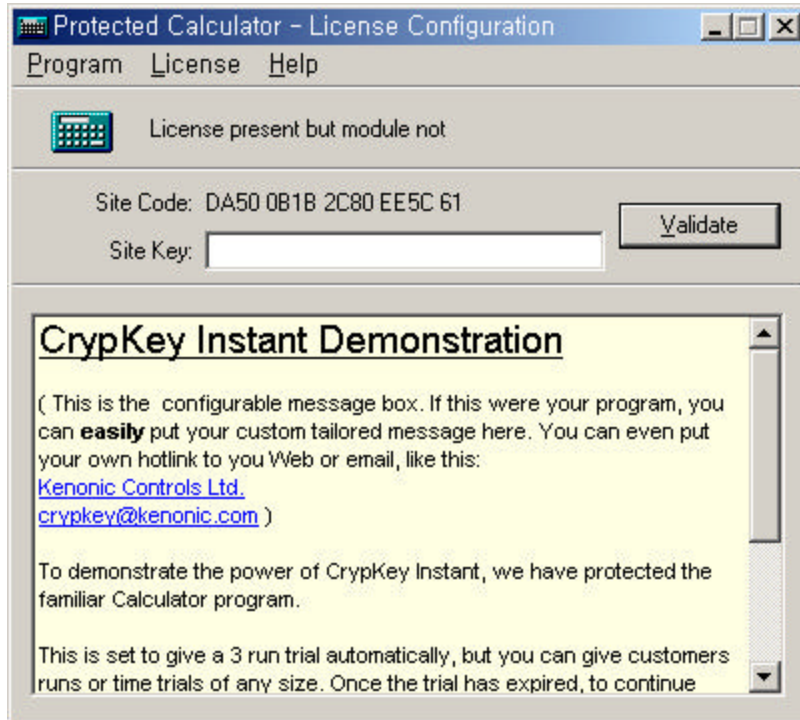 Protected Calculator - License Configuration
Program License Help
License present but module not
Site Code: DA50 0B1B 2C80 EE5C 61
Site Key:
Validate
CrypKey Instant Demonstration
( This is the configurable message box. If this were your program, you
can easily put your custom tailored message here. You can even put
your own hotlink to you Web or email, like this:
Kenonic Controls Ltd.
crypkey@kenonic.com )
To demonstrate the power of CrypKey Instant, we have protected the
familiar Calculator program.
This is set to give a 3 run trial automatically, but you can give customers
runs or time trials of any size. Once the trial has expired, to continue